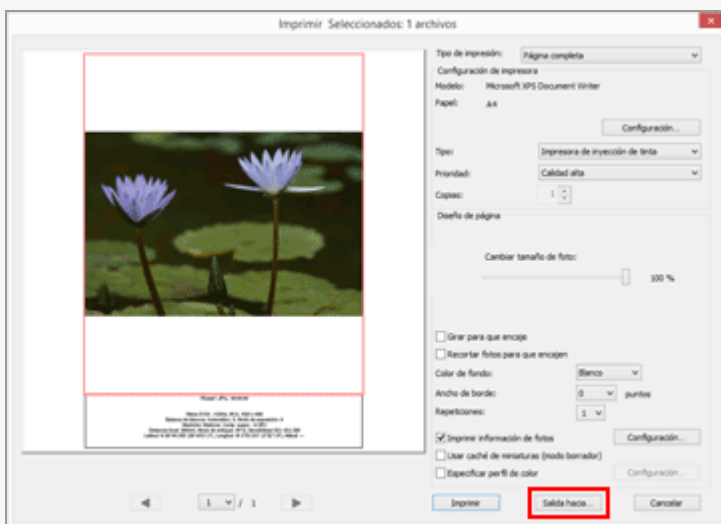 Imprimir Seleccionados: 1 archivos
Tipo de impresión: Página completa
Configuración de impresora
Modelo: Microsoft XPS Document Writer
Papel: A4
Configuración...
Tipo: Impresora de inyección de tinta
Prioridad: Calidad alta
Copias: 1
Diseño de página
Cambiar tamaño de foto:
100 %
Girar para que encaje
Recortar fotos para que encajen
Color de fondo: Blanco
Ancho de borde: 0 puntos
Repeticiones: 1
Imprimir información de fotos Configuración...
Usar caché de miniaturas (modo borrador)
Especificar perfil de color Configuración...
1 / 1
Imprimir Salida hacia... Cancelar